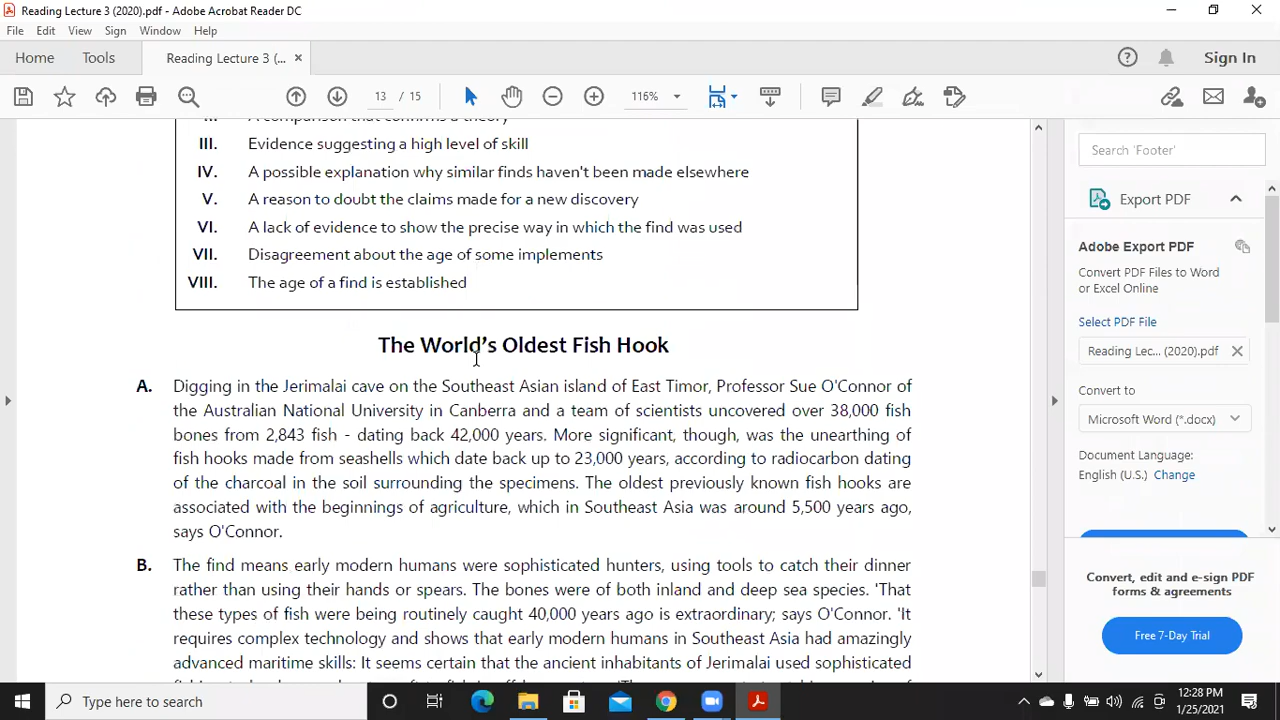 Reading Lecture 3 (2020).pdf - Adobe Acrobat Reader DC
File Edit View Sign Window Help
Home Tools Reading Lecture 3 (... × Sign In
13 / 15 116%
A comparison that confirms a theory
III. Evidence suggesting a high level of skill
IV. A possible explanation why similar finds haven't been made elsewhere
V. A reason to doubt the claims made for a new discovery
VI. A lack of evidence to show the precise way in which the find was used
VII. Disagreement about the age of some implements
VIII. The age of a find is established
The World's Oldest Fish Hook
A. Digging in the Jerimalai cave on the Southeast Asian island of East Timor, Professor Sue O'Connor of
the Australian National University in Canberra and a team of scientists uncovered over 38,000 fish
bones from 2,843 fish - dating back 42,000 years. More significant, though, was the unearthing of
fish hooks made from seashells which date back up to 23,000 years, according to radiocarbon dating
of the charcoal in the soil surrounding the specimens. The oldest previously known fish hooks are
associated with the beginnings of agriculture, which in Southeast Asia was around 5,500 years ago,
says O'Connor.
B. The find means early modern humans were sophisticated hunters, using tools to catch their dinner
rather than using their hands or spears. The bones were of both inland and deep sea species. 'That
these types of fish were being routinely caught 40,000 years ago is extraordinary; says O'Connor. 'It
requires complex technology and shows that early modern humans in Southeast Asia had amazingly
advanced maritime skills: It seems certain that the ancient inhabitants of Jerimalai used sophisticated
Search 'Footer'
Export PDF
Adobe Export PDF
Convert PDF Files to Word
or Excel Online
Select PDF File
Reading Lec... (2020).pdf ×
Convert to
Microsoft Word (*.docx)
Document Language:
English (U.S.) Change
Convert, edit and e-sign PDF
forms & agreements
Free 7-Day Trial
Type here to search
12:28 PM
1/25/2021